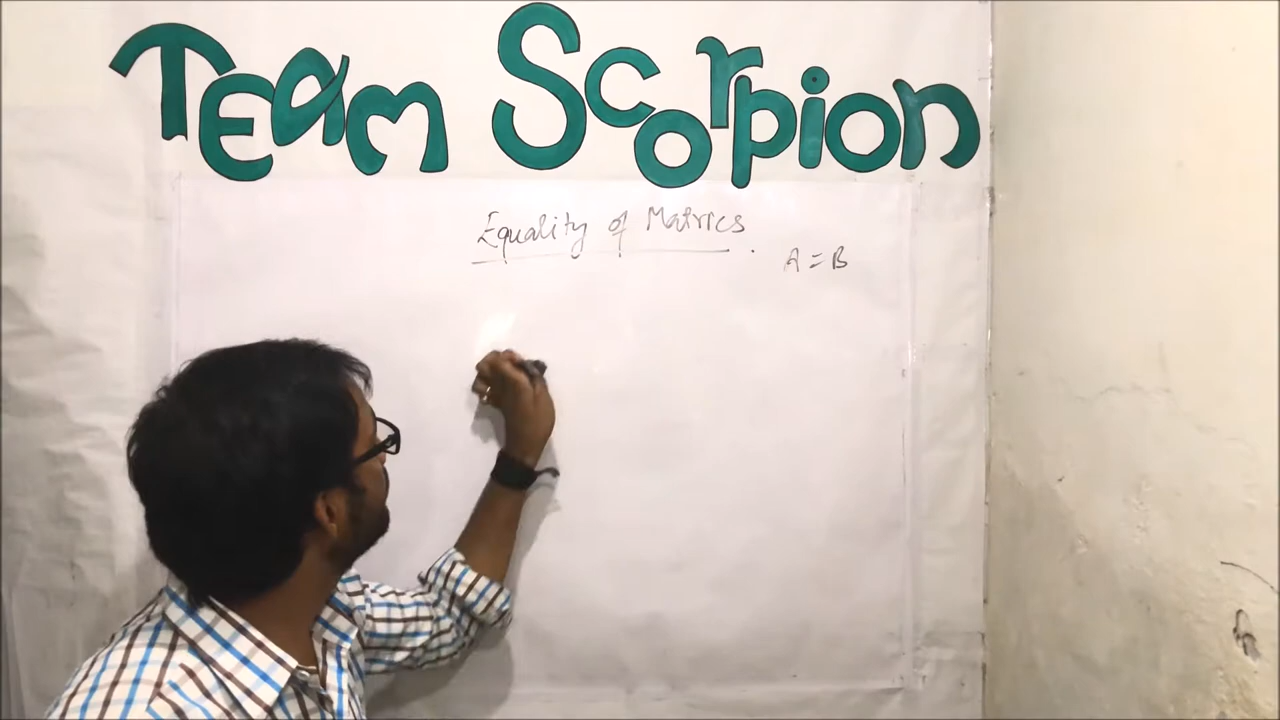 Team Scorpion
Equality of Matrics.
A = B